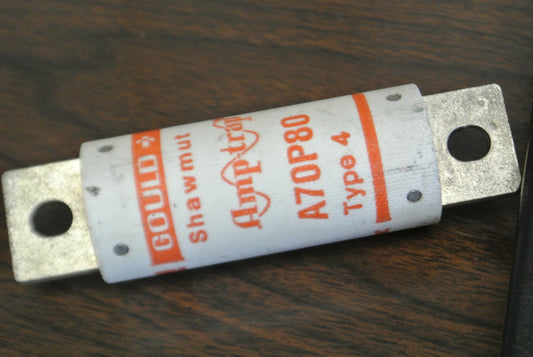 GOULD
Shawmut
Amp-trap
A70P80
Type 4